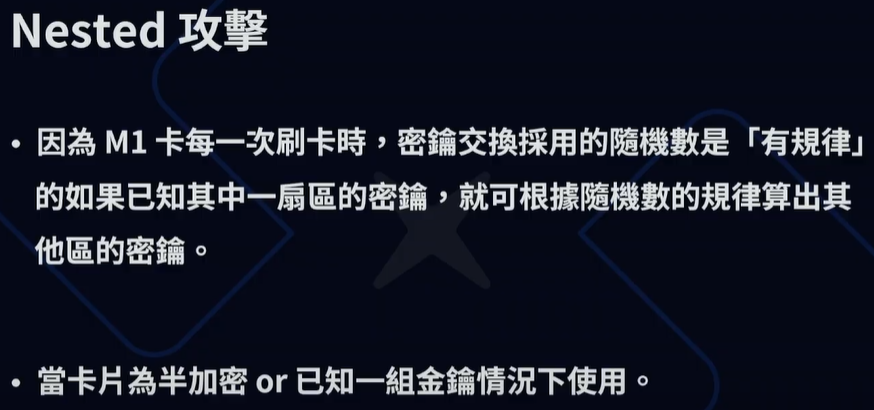 Nested 攻擊
• 因為 M1 卡每一次刷卡時，密鑰交換採用的隨機數是「有規律」
的如果已知其中一扇區的密鑰，就可根據隨機數的規律算出其
他區的密鑰。
• 當卡片為半加密 or 已知一組金鑰情況下使用。